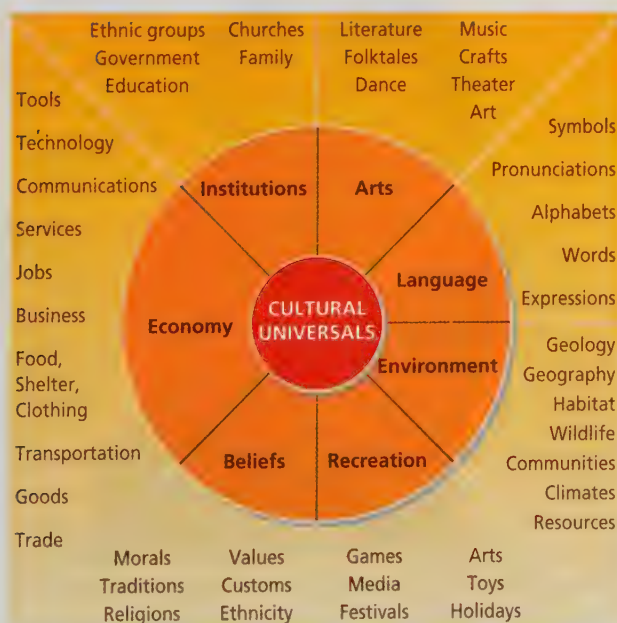 Ethnic groups
Government
Education
Churches
Family
Literature
Folktales
Dance
Music
Crafts
Theater
Art
Tools
Technology
Communications
Services
Jobs
Business
Food,
Shelter,
Clothing
Transportation
Goods
Trade
Institutions
Arts
Language
Economy
CULTURAL
UNIVERSALS
Environment
Beliefs
Recreation
Symbols
Pronunciations
Alphabets
Words
Expressions
Geology
Geography
Habitat
Wildlife
Communities
Climates
Resources
Morals
Traditions
Religions
Values
Customs
Ethnicity
Games
Media
Festivals
Arts
Toys
Holidays